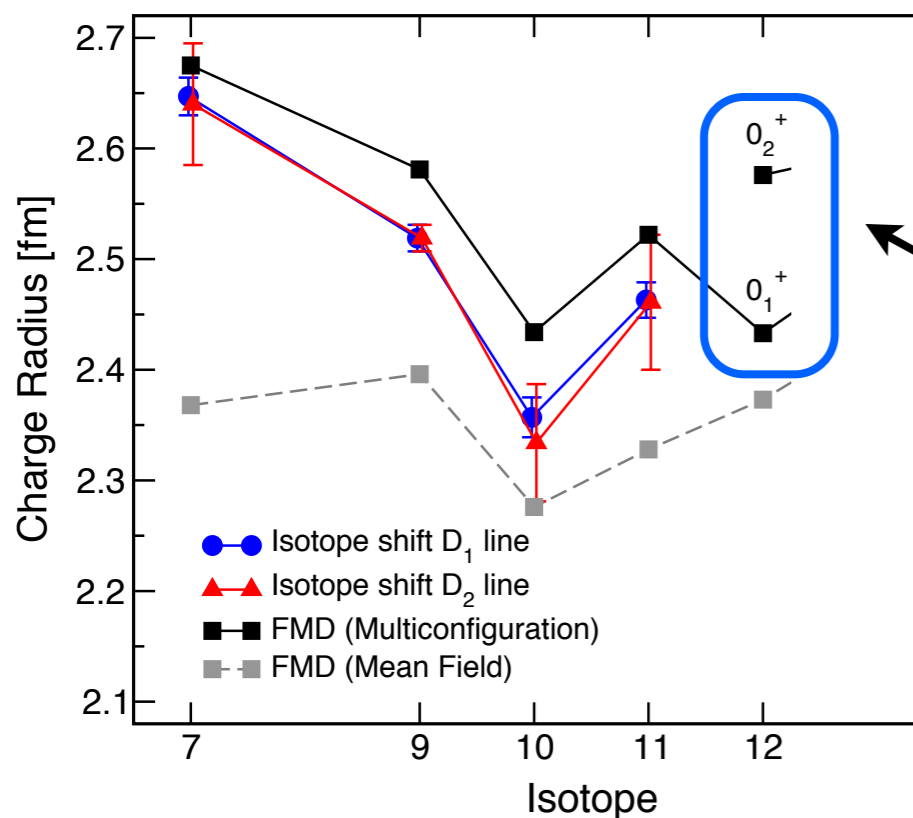 2.7
2.6
2.5
2.4
2.3
2.2
2.1
Charge Radius [fm]
0₂⁺
0₁⁺
Isotope shift D₁ line
Isotope shift D₂ line
FMD (Multiconfiguration)
FMD (Mean Field)
7 9 10 11 12
Isotope